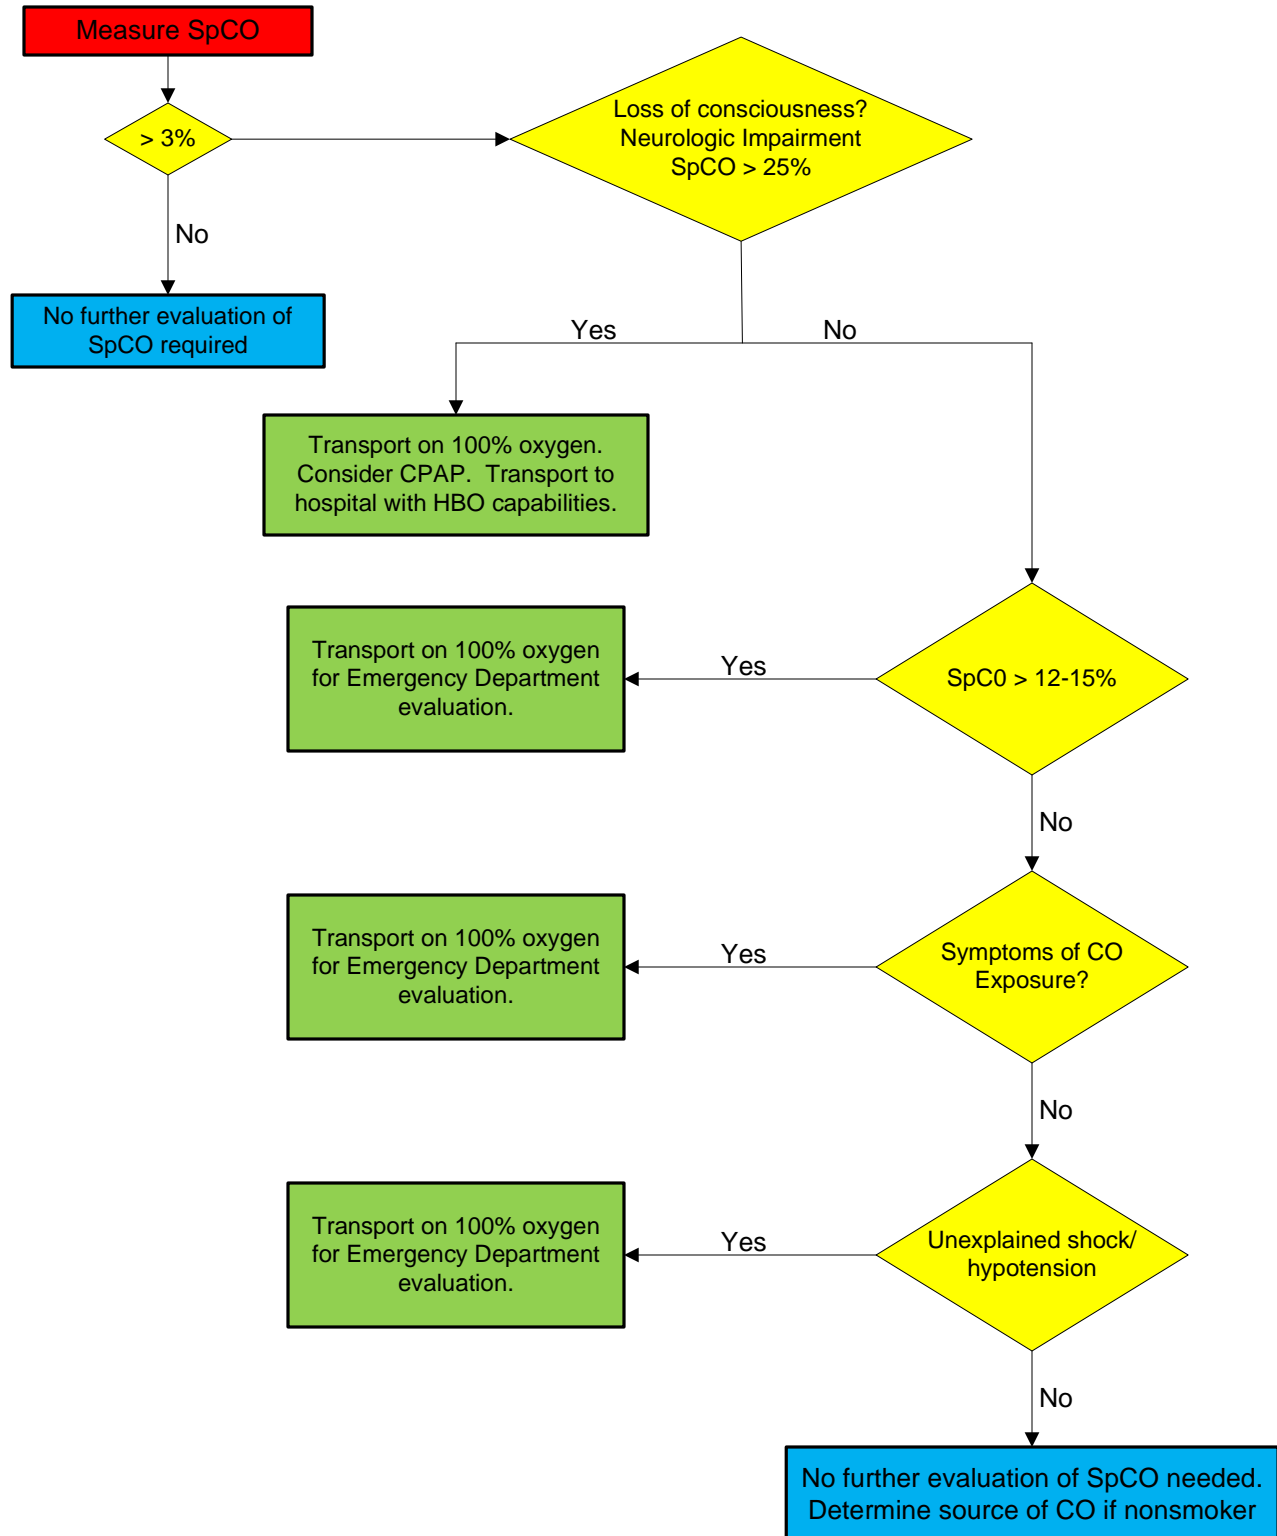 Measure SpCO
> 3%
Loss of consciousness?
Neurologic Impairment
SpCO > 25%
No
No further evaluation of
SpCO required
Yes
No
Transport on 100% oxygen.
Consider CPAP. Transport to
hospital with HBO capabilities.
SpC0 > 12-15%
Yes
Transport on 100% oxygen
for Emergency Department
evaluation.
No
Symptoms of CO
Exposure?
Yes
Transport on 100% oxygen
for Emergency Department
evaluation.
No
Unexplained shock/
hypotension
Yes
Transport on 100% oxygen
for Emergency Department
evaluation.
No
No further evaluation of SpCO needed.
Determine source of CO if nonsmoker